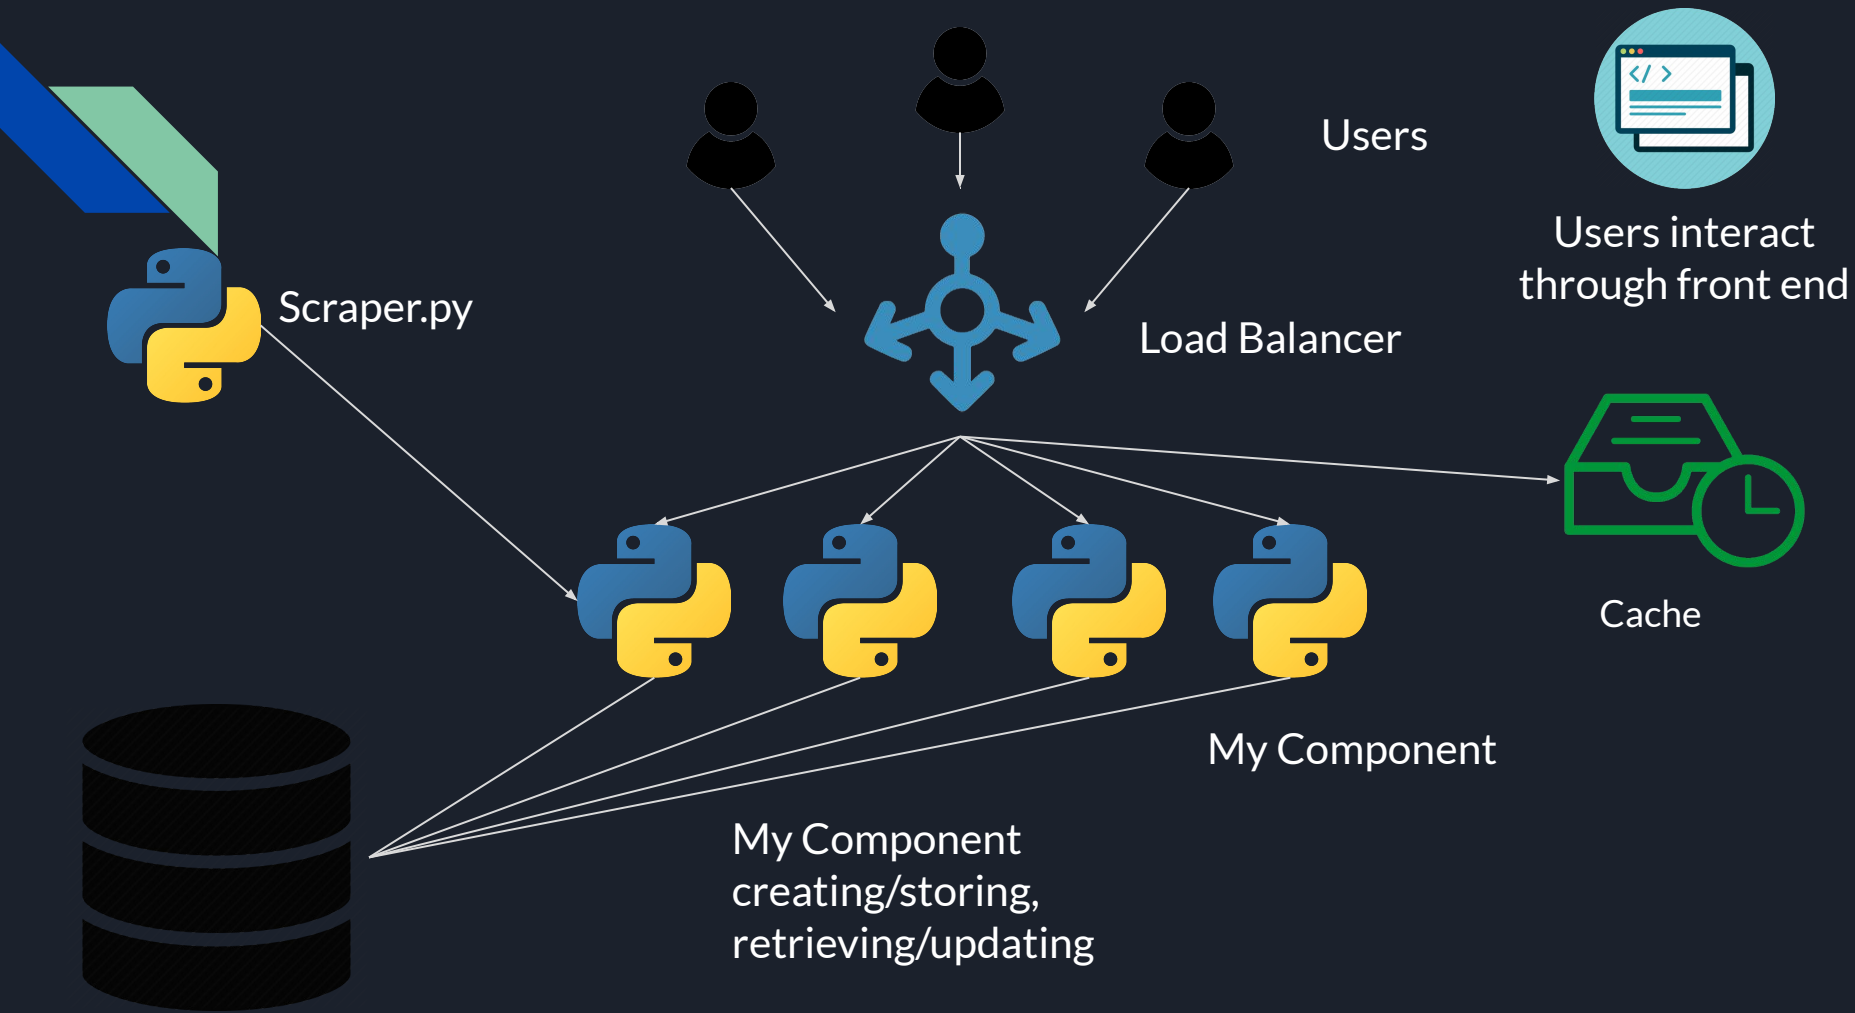 Users
Users interact
through front end
Scraper.py
Load Balancer
Cache
My Component
My Component
creating/storing,
retrieving/updating